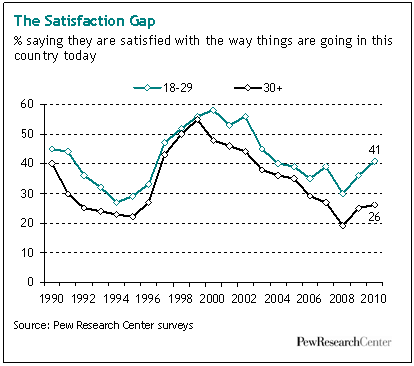 The Satisfaction Gap
% saying they are satisfied with the way things are going in this
country today
18-29 30+
60
50
40
30
20
10
0
41
26
1990 1992 1994 1996 1998 2000 2002 2004 2006 2008 2010
Source: Pew Research Center surveys
PewResearchCenter